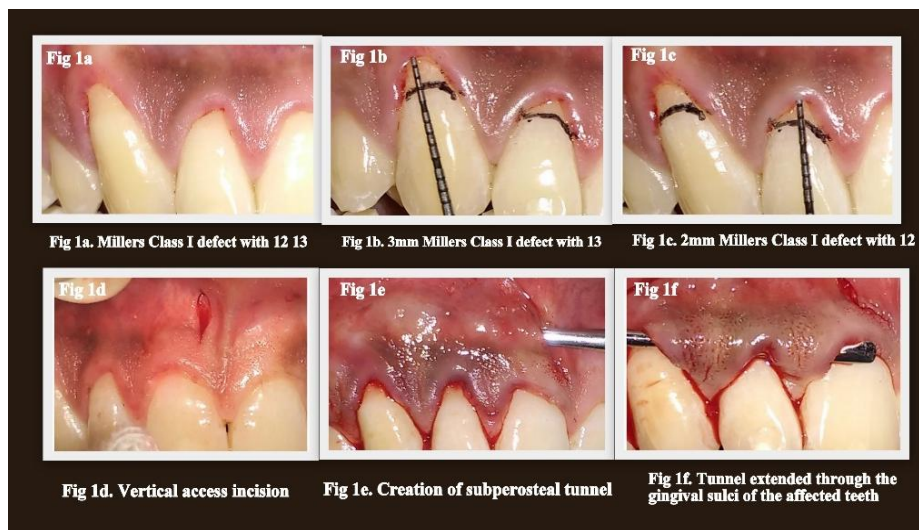 Fig 1a
Fig 1b
Fig 1c
Fig 1a. Millers Class I defect with 12 13
Fig 1b. 3mm Millers Class I defect with 13
Fig 1c. 2mm Millers Class I defect with 12
Fig 1d
Fig 1e
Fig 1f
Fig 1d. Vertical access incision
Fig 1e. Creation of subperosteal tunnel
Fig 1f. Tunnel extended through the
gingival sulci of the affected teeth